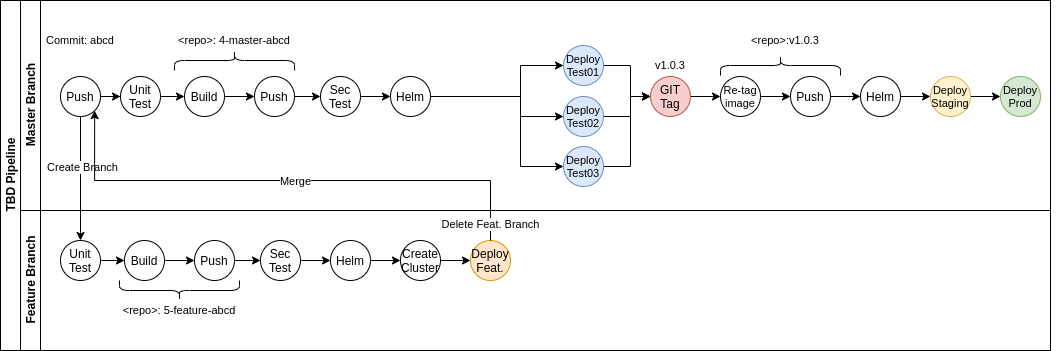 TBD Pipeline
Master Branch
Commit: abcd
<repo>: 4-master-abcd
<repo>:v1.0.3
v1.0.3
Push
Unit
Test
Build
Push
Sec
Test
Helm
Deploy
Test01
Deploy
Test02
Deploy
Test03
GIT
Tag
Re-tag
image
Push
Helm
Deploy
Staging
Deploy
Prod
Create Branch
Merge
Feature Branch
Delete Feat. Branch
Unit
Test
Build
Push
Sec
Test
Helm
Create
Cluster
Deploy
Feat.
<repo>: 5-feature-abcd